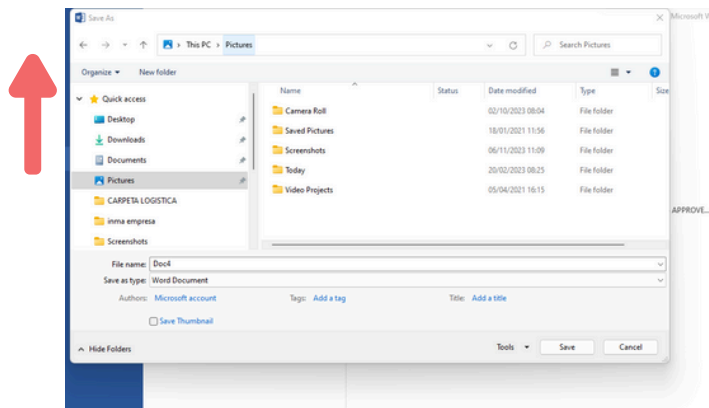 Save As
Microsoft W
This PC > Pictures
Search Pictures
Organize
New folder
Name Status Date modified Type Size
Quick access
Desktop
Downloads
Documents
Pictures
CARPETA LOGISTICA
inma empresa
Screenshots
Camera Roll 02/10/2023 08:04 File folder
Saved Pictures 18/01/2021 11:56 File folder
Screenshots 06/11/2023 11:09 File folder
Today 20/02/2023 08:25 File folder
Video Projects 05/04/2021 16:15 File folder
APPROVE...
File name: Doc4
Save as type: Word Document
Authors: Microsoft account Tags: Add a tag Title: Add a title
Save Thumbnail
Hide Folders Tools Save Cancel